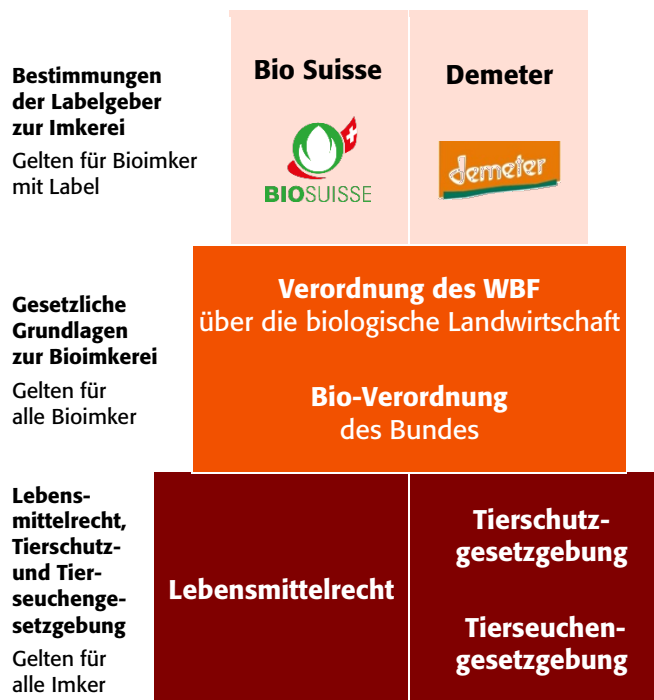 Bestimmungen
der Labelgeber
zur Imkerei
Gelten für Bioimker
mit Label
Bio Suisse
BIOSUISSE
Demeter
demeter
Gesetzliche
Grundlagen
zur Bioimkerei
Gelten für
alle Bioimker
Verordnung des WBF
über die biologische Landwirtschaft
Bio-Verordnung
des Bundes
Lebens-
mittelrecht,
Tierschutz-
und Tier-
seuchenge-
setzgebung
Gelten für
alle Imker
Lebensmittelrecht
Tierschutz-
gesetzgebung
Tierseuchen-
gesetzgebung